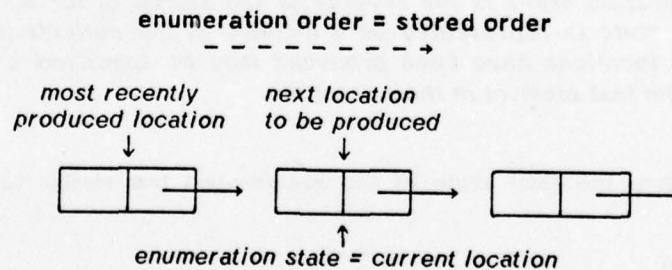 enumeration order = stored order
most recently next location
produced location to be produced
enumeration state = current location